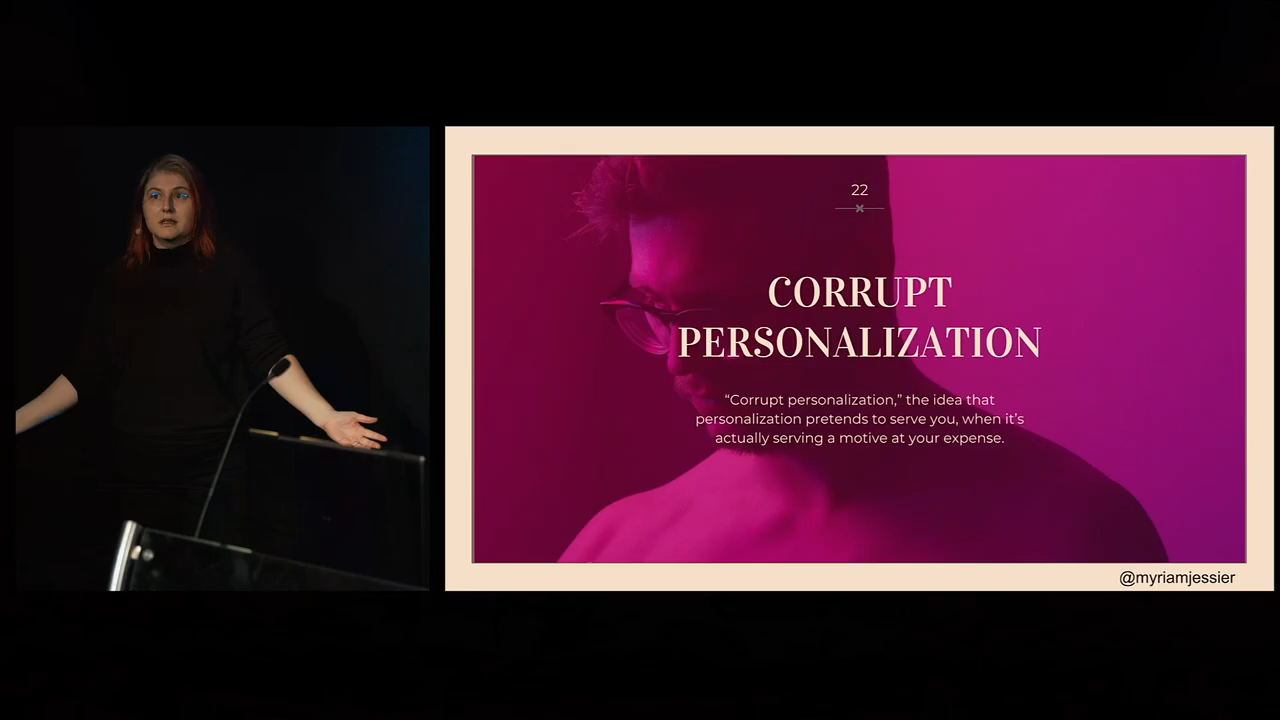 22
CORRUPT
PERSONALIZATION
“Corrupt personalization,” the idea that
personalization pretends to serve you, when it’s
actually serving a motive at your expense.
@myriamjessier